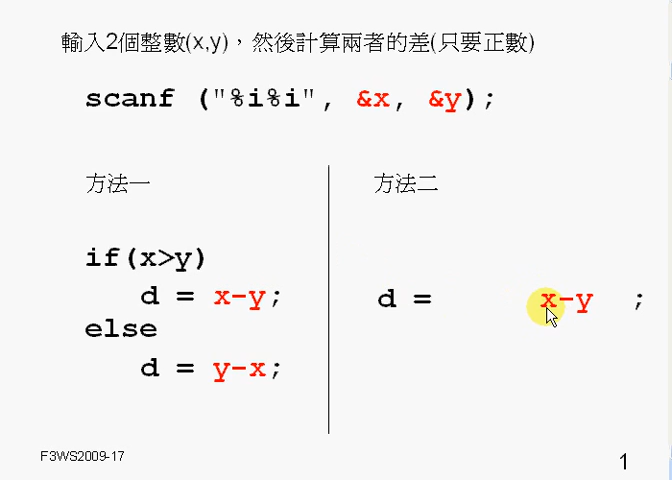 輸入2個整數(x,y)，然後計算兩者的差(只要正數)
scanf ("%i%i", &x, &y);
方法一
if(x>y)
d = x-y;
else
d = y-x;
方法二
d = x-y ;
F3WS2009-17
1